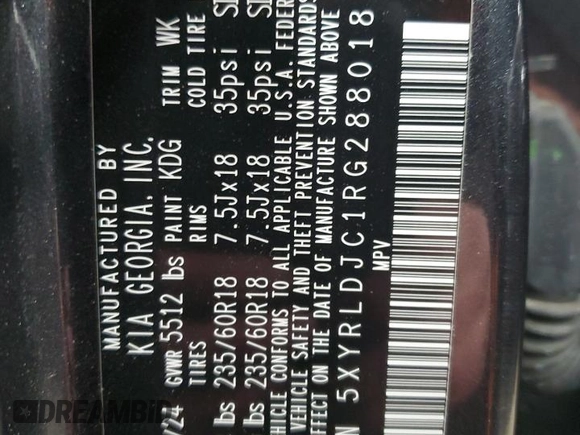 MANUFACTURED BY
KIA GEORGIA, INC.
/24 GVWR 5512 lbs PAINT KDG TRIM WK
TIRES RIMS COLD TIRE
lbs 235/60R18 7.5Jx18 35psi
lbs 235/60R18 7.5Jx18 35psi
CONFORMS TO ALL APPLICABLE U.S.A. FEDER
VEHICLE SAFETY AND THEFT PREVENTION STANDARDS
EFFECT ON THE DATE OF MANUFACTURE SHOWN ABOVE
N 5XYRLDJC1RG288018
MPV
DREAMBID